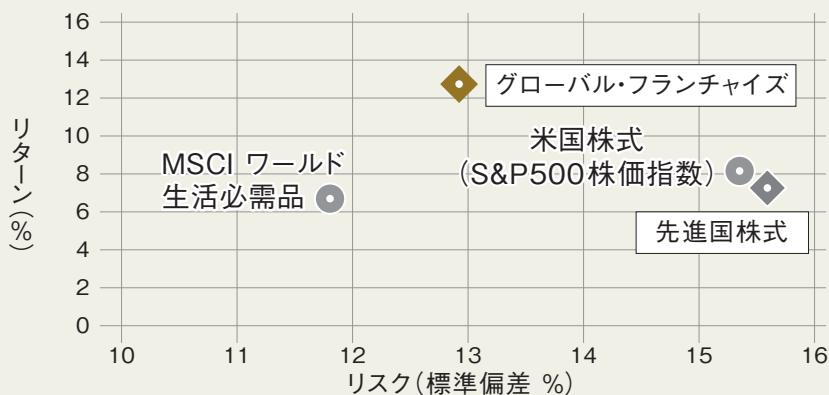 16
14
12
10
8
6
4
2
0
リターン(%)
グローバル・フランチャイズ
米国株式
(S&P500株価指数)
MSCI ワールド
生活必需品
先進国株式
10 11 12 13 14 15 16
リスク(標準偏差 %)